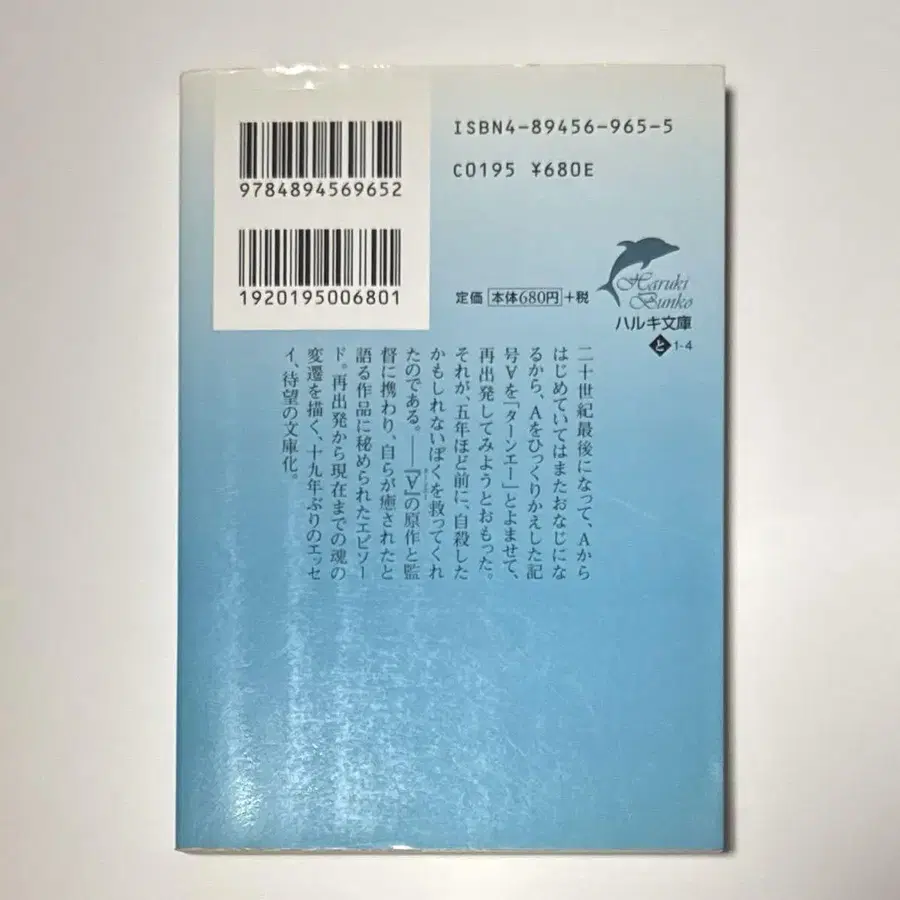 9784894569652
1920195006801
ISBN4-89456-965-5
C0195 ¥680E
定価 本体680円 +税
Haruki
Bunko
ハルキ文庫
と 1-4
二十世紀最後になって、Aから
はじめていてはまたおなじにな
るから、Aをひっくりかえした記
号∀を「ターンエー」とよませて、
再出発してみようとおもった。
それが、五年ほど前に、自殺した
かもしれないぼくを救ってくれ
たのである。――『∀』の原作と監
督に携わり、自らが癒されたと
語る作品に秘められたエピソー
ド。再出発から現在までの魂の
変遷を描く、十九年ぶりのエッセ
イ、待望の文庫化。